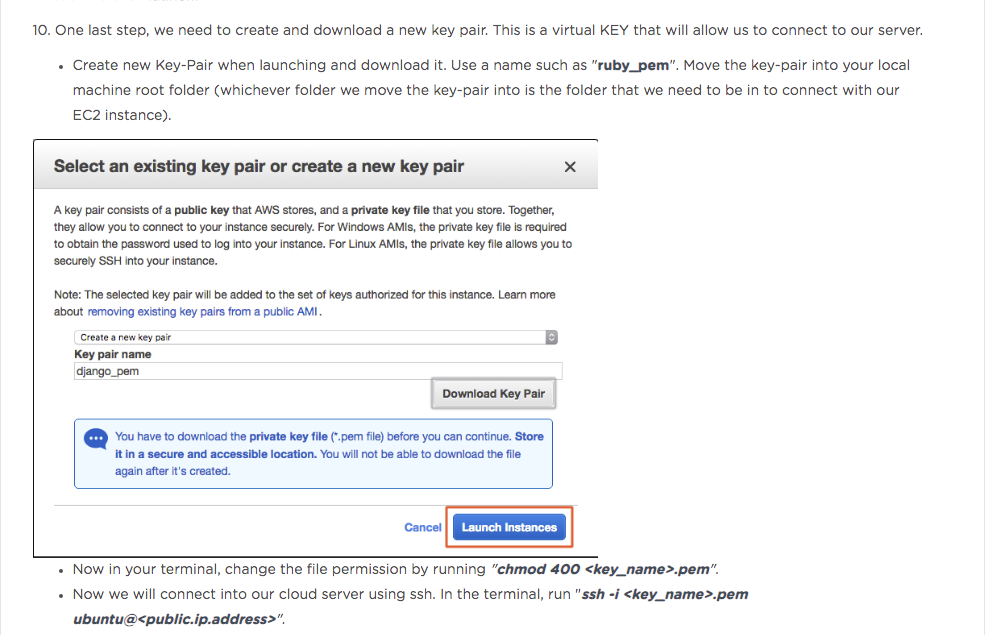 10. One last step, we need to create and download a new key pair. This is a virtual KEY that will allow us to connect to our server.
• Create new Key-Pair when launching and download it. Use a name such as "ruby_pem". Move the key-pair into your local
machine root folder (whichever folder we move the key-pair into is the folder that we need to be in to connect with our
EC2 instance).
Select an existing key pair or create a new key pair ×
A key pair consists of a public key that AWS stores, and a private key file that you store. Together,
they allow you to connect to your instance securely. For Windows AMIs, the private key file is required
to obtain the password used to log into your instance. For Linux AMIs, the private key file allows you to
securely SSH into your instance.
Note: The selected key pair will be added to the set of keys authorized for this instance. Learn more
about removing existing key pairs from a public AMI.
Create a new key pair
Key pair name
django_pem
Download Key Pair
You have to download the private key file (*.pem file) before you can continue. Store
it in a secure and accessible location. You will not be able to download the file
again after it's created.
Cancel Launch Instances
• Now in your terminal, change the file permission by running "chmod 400 <key_name>.pem".
• Now we will connect into our cloud server using ssh. In the terminal, run "ssh -i <key_name>.pem
ubuntu@<public.ip.address>".